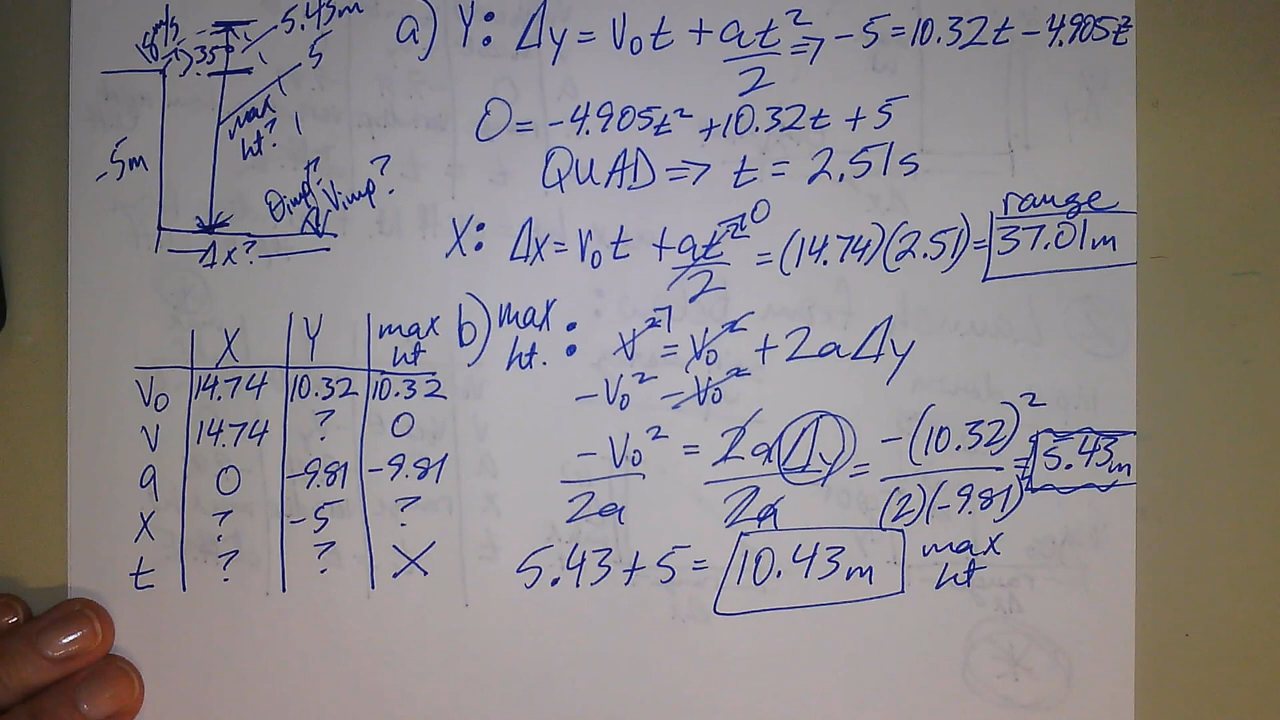 5.43m
35°
5
max
ht?
-5m
θimp? Vimp?
Δx?
a) Y: Δy = V₀t + at²/2 ⇒ -5 = 10.32t - 4.905t²
0 = -4.905t² + 10.32t + 5
QUAD ⇒ t = 2.51s
range
X: Δx = V₀t + at²/2 → 0 = (14.74)(2.51) = 37.01m
X Y max ht
V₀ 14.74 10.32 10.32
V 14.74 ? 0
a 0 -9.81 -9.81
X ? -5 ?
t ? ? X
b) max ht. : V² = V₀² + 2aΔy
-V₀² -V₀²
-V₀²/2a = 2a(Δy)/2a = -(10.32)²/(2)(-9.81) = 5.43m
5.43 + 5 = 10.43m max ht